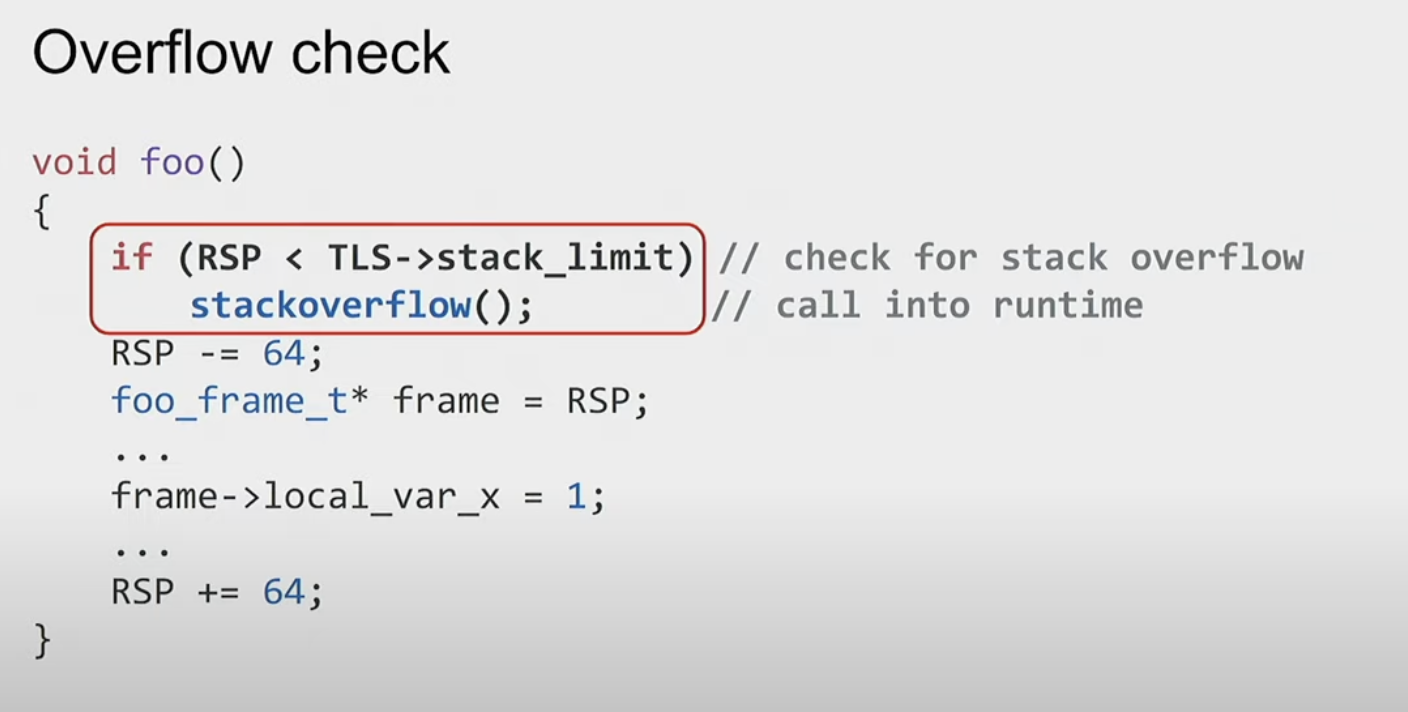 Overflow check
void foo()
{
if (RSP < TLS->stack_limit) // check for stack overflow
stackoverflow(); // call into runtime
RSP -= 64;
foo_frame_t* frame = RSP;
...
frame->local_var_x = 1;
...
RSP += 64;
}